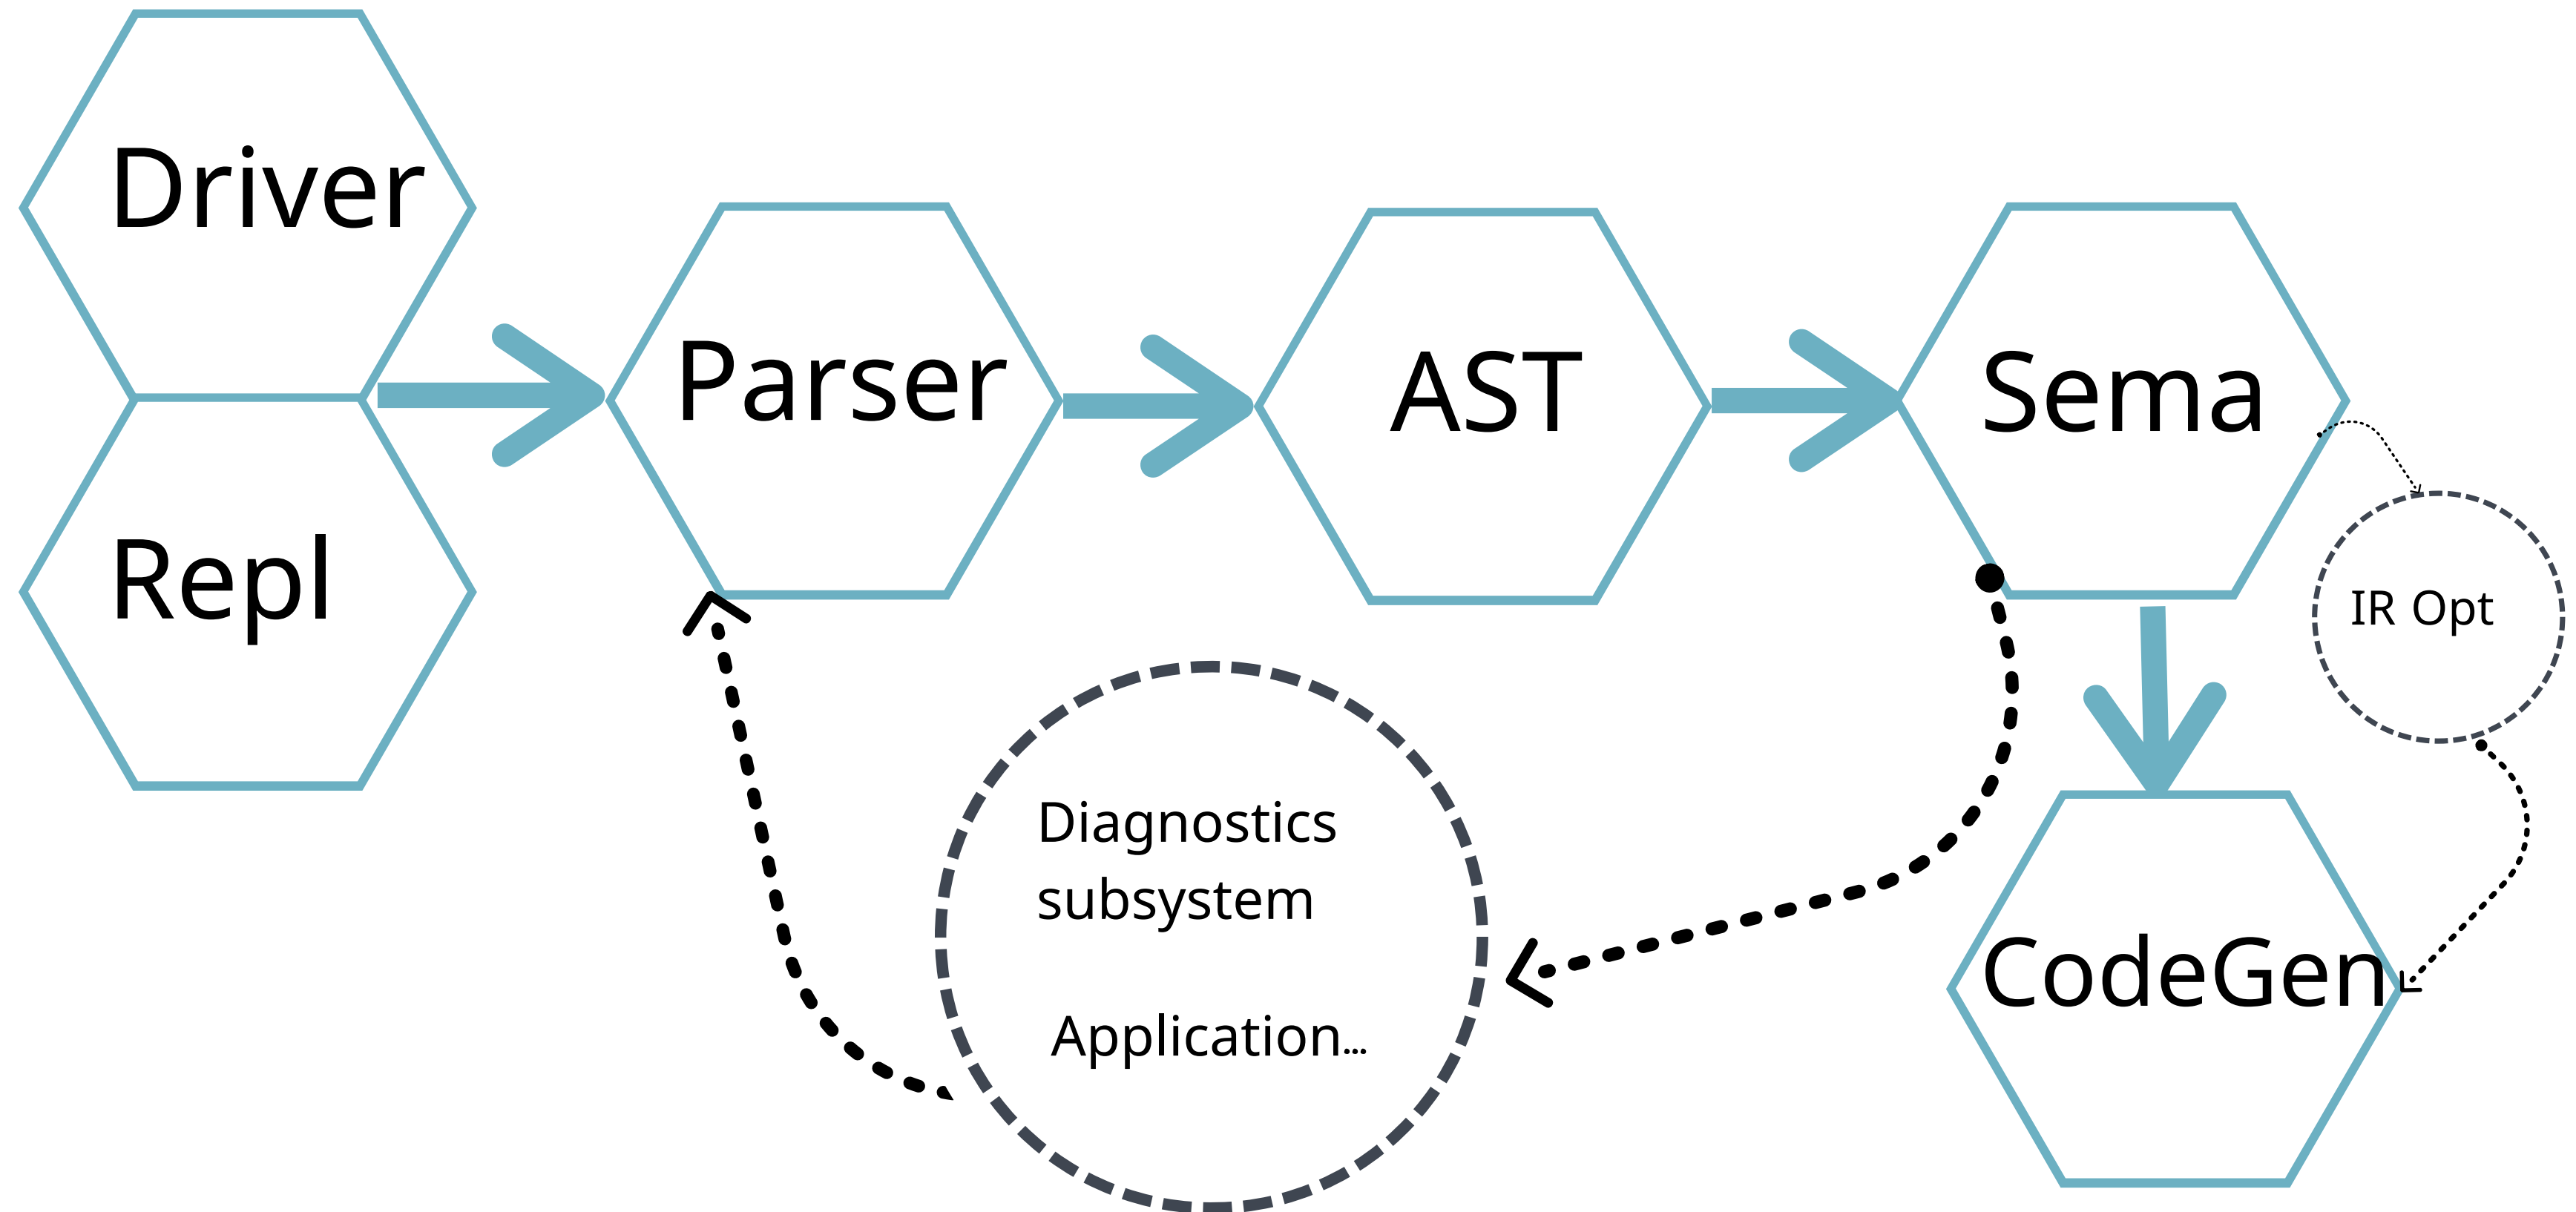 Driver
Repl
Parser
AST
Sema
IR Opt
Diagnostics
subsystem
Application...
CodeGen